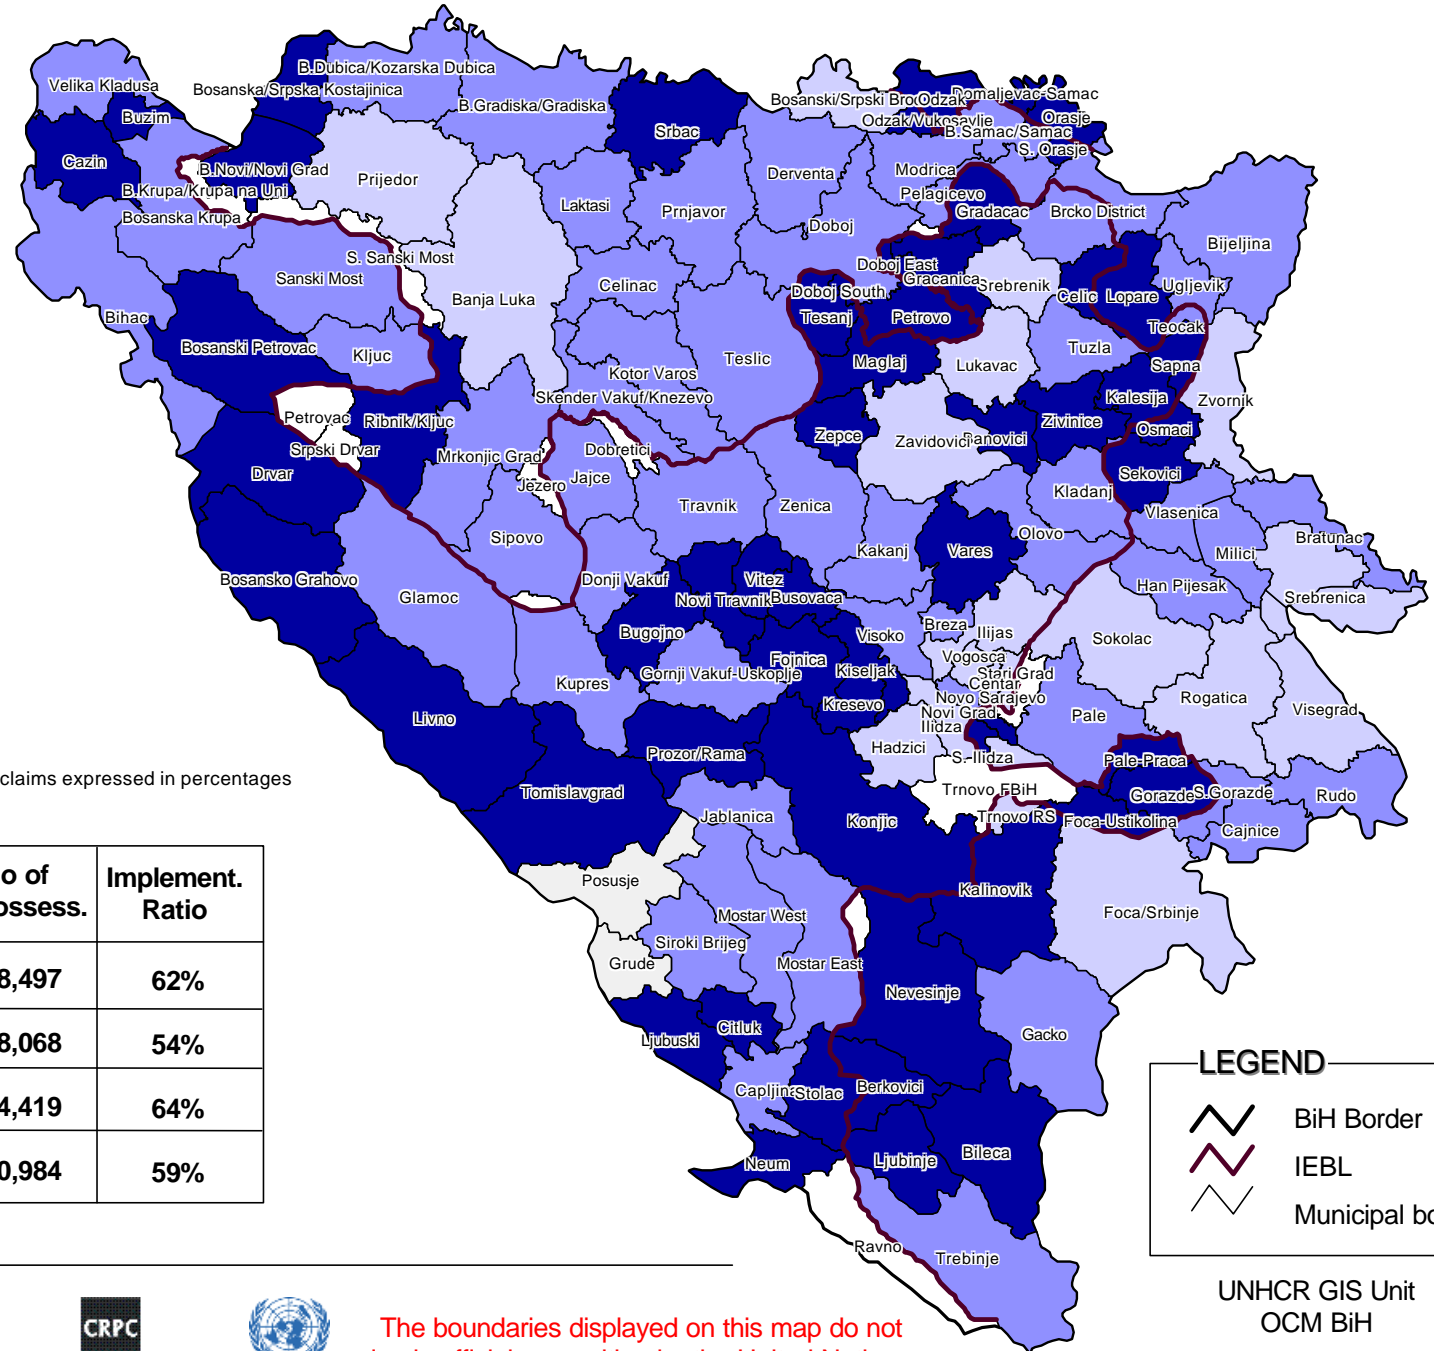 B.Dubica/Kozarska Dubica
Velika Kladusa
Bosanska/Srpska Kostajinica
B.Gradiska/Gradiska
Bosanski/Srpski Brod
Odzak
Domaljevac-Samac
Buzim
Orasje
Odzak/Vukosavlje
Srbac
B.Samac/Samac
S. Orasje
Cazin
B.Novi/Novi Grad
Prijedor
Derventa
Modrica
B.Krupa/Krupa na Uni
Pelagicevo
Laktasi
Prnjavor
Gradacac
Brcko District
Bosanska Krupa
Doboj
Bijeljina
S. Sanski Most
Doboj East
Sanski Most
Gracanica
Celinac
Srebrenik
Ugljevik
Doboj South
Banja Luka
Celic
Lopare
Bihac
Tesanj
Petrovo
Teocak
Bosanski Petrovac
Kljuc
Tuzla
Teslic
Maglaj
Lukavac
Sapna
Kotor Varos
Skender Vakuf/Knezevo
Kalesija
Zvornik
Petrovac
Ribnik/Kljuc
Zivinice
Osmaci
Zepce
Zavidovici
Banovici
Srpski Drvar
Dobretici
Mrkonjic Grad
Drvar
Jajce
Sekovici
Jezero
Kladanj
Travnik
Zenica
Vlasenica
Olovo
Sipovo
Bratunac
Kakanj
Vares
Milici
Bosansko Grahovo
Donji Vakuf
Vitez
Han Pijesak
Glamoc
Novi Travnik
Busovaca
Srebrenica
Breza
Bugojno
Visoko
Ilijas
Sokolac
Vogosca
Fojnica
Kiseljak
Gornji Vakuf-Uskoplje
Stari Grad
Kupres
Centar
Rogatica
Novo Sarajevo
Kresevo
Novi Grad
Visegrad
Livno
Pale
Ilidza
Hadzici
Prozor/Rama
S. Ilidza
Pale-Praca
claims expressed in percentages
Trnovo FBiH
Tomislavgrad
Gorazde
S.Gorazde
Rudo
Jablanica
Trnovo RS
Konjic
Foca-Ustikolina
Cajnice
Posusje
Kalinovik
Mostar West
Foca/Srbinje
Siroki Brijeg
Grude
Mostar East
Nevesinje
Citluk
Gacko
Ljubuski
Capljina
Stolac
Berkovici
Neum
Ljubinje
Bileca
Ravno
Trebinje
o of Implement.
ossess. Ratio
8,497 62%
8,068 54%
4,419 64%
0,984 59%
LEGEND
BiH Border
IEBL
Municipal bo
UNHCR GIS Unit
OCM BiH
CRPC
The boundaries displayed on this map do not